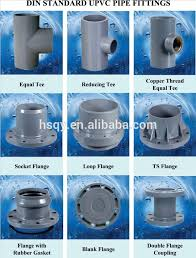 DIN STANDARD UPVC PIPE FITTINGS
Equal Tee
Reducing Tee
Copper Thread
Equal Tee
hsqy.en.alibaba.com
Socket Flange
Loop Flange
TS Flange
Flange with
Rubber Gasket
Blank Flange
Double Flange
Coupling